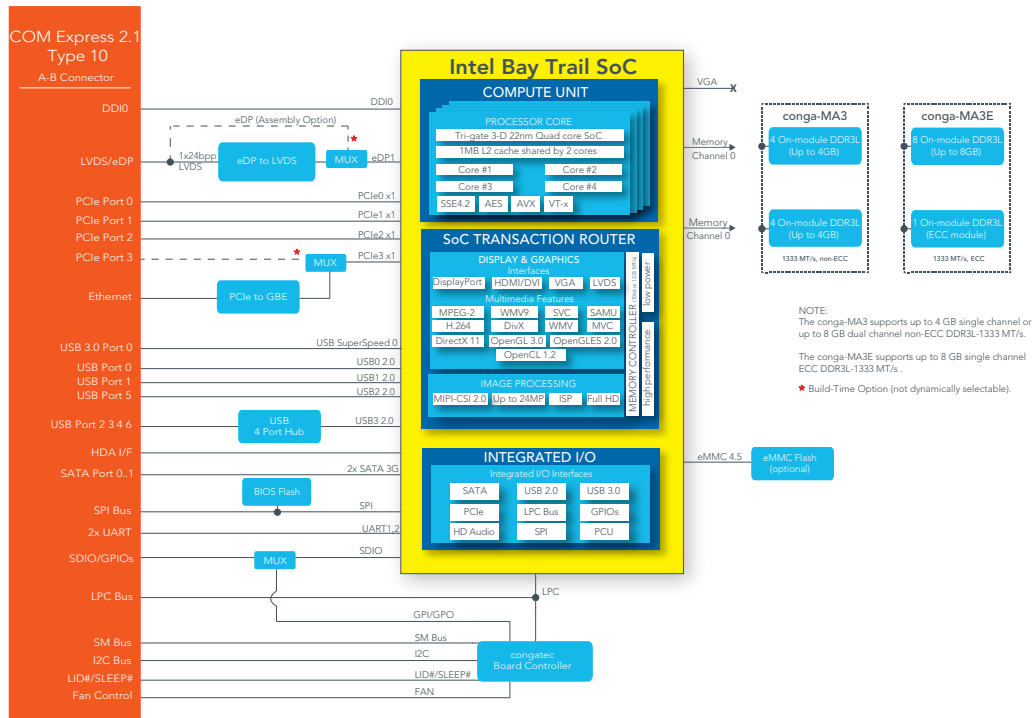 COM Express 2.1
Type 10
A-B Connector
DDI0
LVDS/eDP
PCIe Port 0
PCIe Port 1
PCIe Port 2
PCIe Port 3
Ethernet
USB 3.0 Port 0
USB Port 0
USB Port 1
USB Port 5
USB Port 2 3 4 6
HDA I/F
SATA Port 0..1
SPI Bus
2x UART
SDIO/GPIOs
LPC Bus
SM Bus
I2C Bus
LID#/SLEEP#
Fan Control
DDI0
eDP (Assembly Option)
*
1x24bpp
LVDS
eDP to LVDS
MUX
eDP1
PCIe0 x1
PCIe1 x1
PCIe2 x1
*
MUX
PCIe3 x1
PCIe to GBE
USB SuperSpeed 0
USB0 2.0
USB1 2.0
USB2 2.0
USB
4 Port Hub
USB3 2.0
2x SATA 3G
BIOS Flash
SPI
UART1,2
SDIO
MUX
LPC
GPI/GPO
SM Bus
I2C
LID#/SLEEP#
FAN
congatec
Board Controller
Intel Bay Trail SoC
COMPUTE UNIT
PROCESSOR CORE
Tri-gate 3-D 22nm Quad core SoC
1MB L2 cache shared by 2 cores
Core #1
Core #2
Core #3
Core #4
SSE4.2
AES
AVX
VT-x
SoC TRANSACTION ROUTER
DISPLAY & GRAPHICS
Interfaces
DisplayPort
HDMI/DVI
VGA
LVDS
Multimedia Features
MPEG-2
WMV9
SVC
SAMU
H.264
DivX
WMV
MVC
DirectX 11
OpenGL 3.0
OpenGLES 2.0
OpenCL 1.2
IMAGE PROCESSING
MIPI-CSI 2.0
Up to 24MP
ISP
Full HD
MEMORY CONTROLLER
low power
high performance
INTEGRATED I/O
Integrated I/O Interfaces
SATA
USB 2.0
USB 3.0
PCIe
LPC Bus
GPIOs
HD Audio
SPI
PCU
VGA
X
Memory
Channel 0
Memory
Channel 0
eMMC 4.5
eMMC Flash
(optional)
conga-MA3
4 On-module DDR3L
(Up to 4GB)
4 On-module DDR3L
(Up to 4GB)
1333 MT/s, non-ECC
conga-MA3E
8 On-module DDR3L
(Up to 8GB)
1 On-module DDR3L
(ECC module)
1333 MT/s, ECC
NOTE:
The conga-MA3 supports up to 4 GB single channel or
up to 8 GB dual channel non-ECC DDR3L-1333 MT/s.
The conga-MA3E supports up to 8 GB single channel
ECC DDR3L-1333 MT/s .
* Build-Time Option (not dynamically selectable).